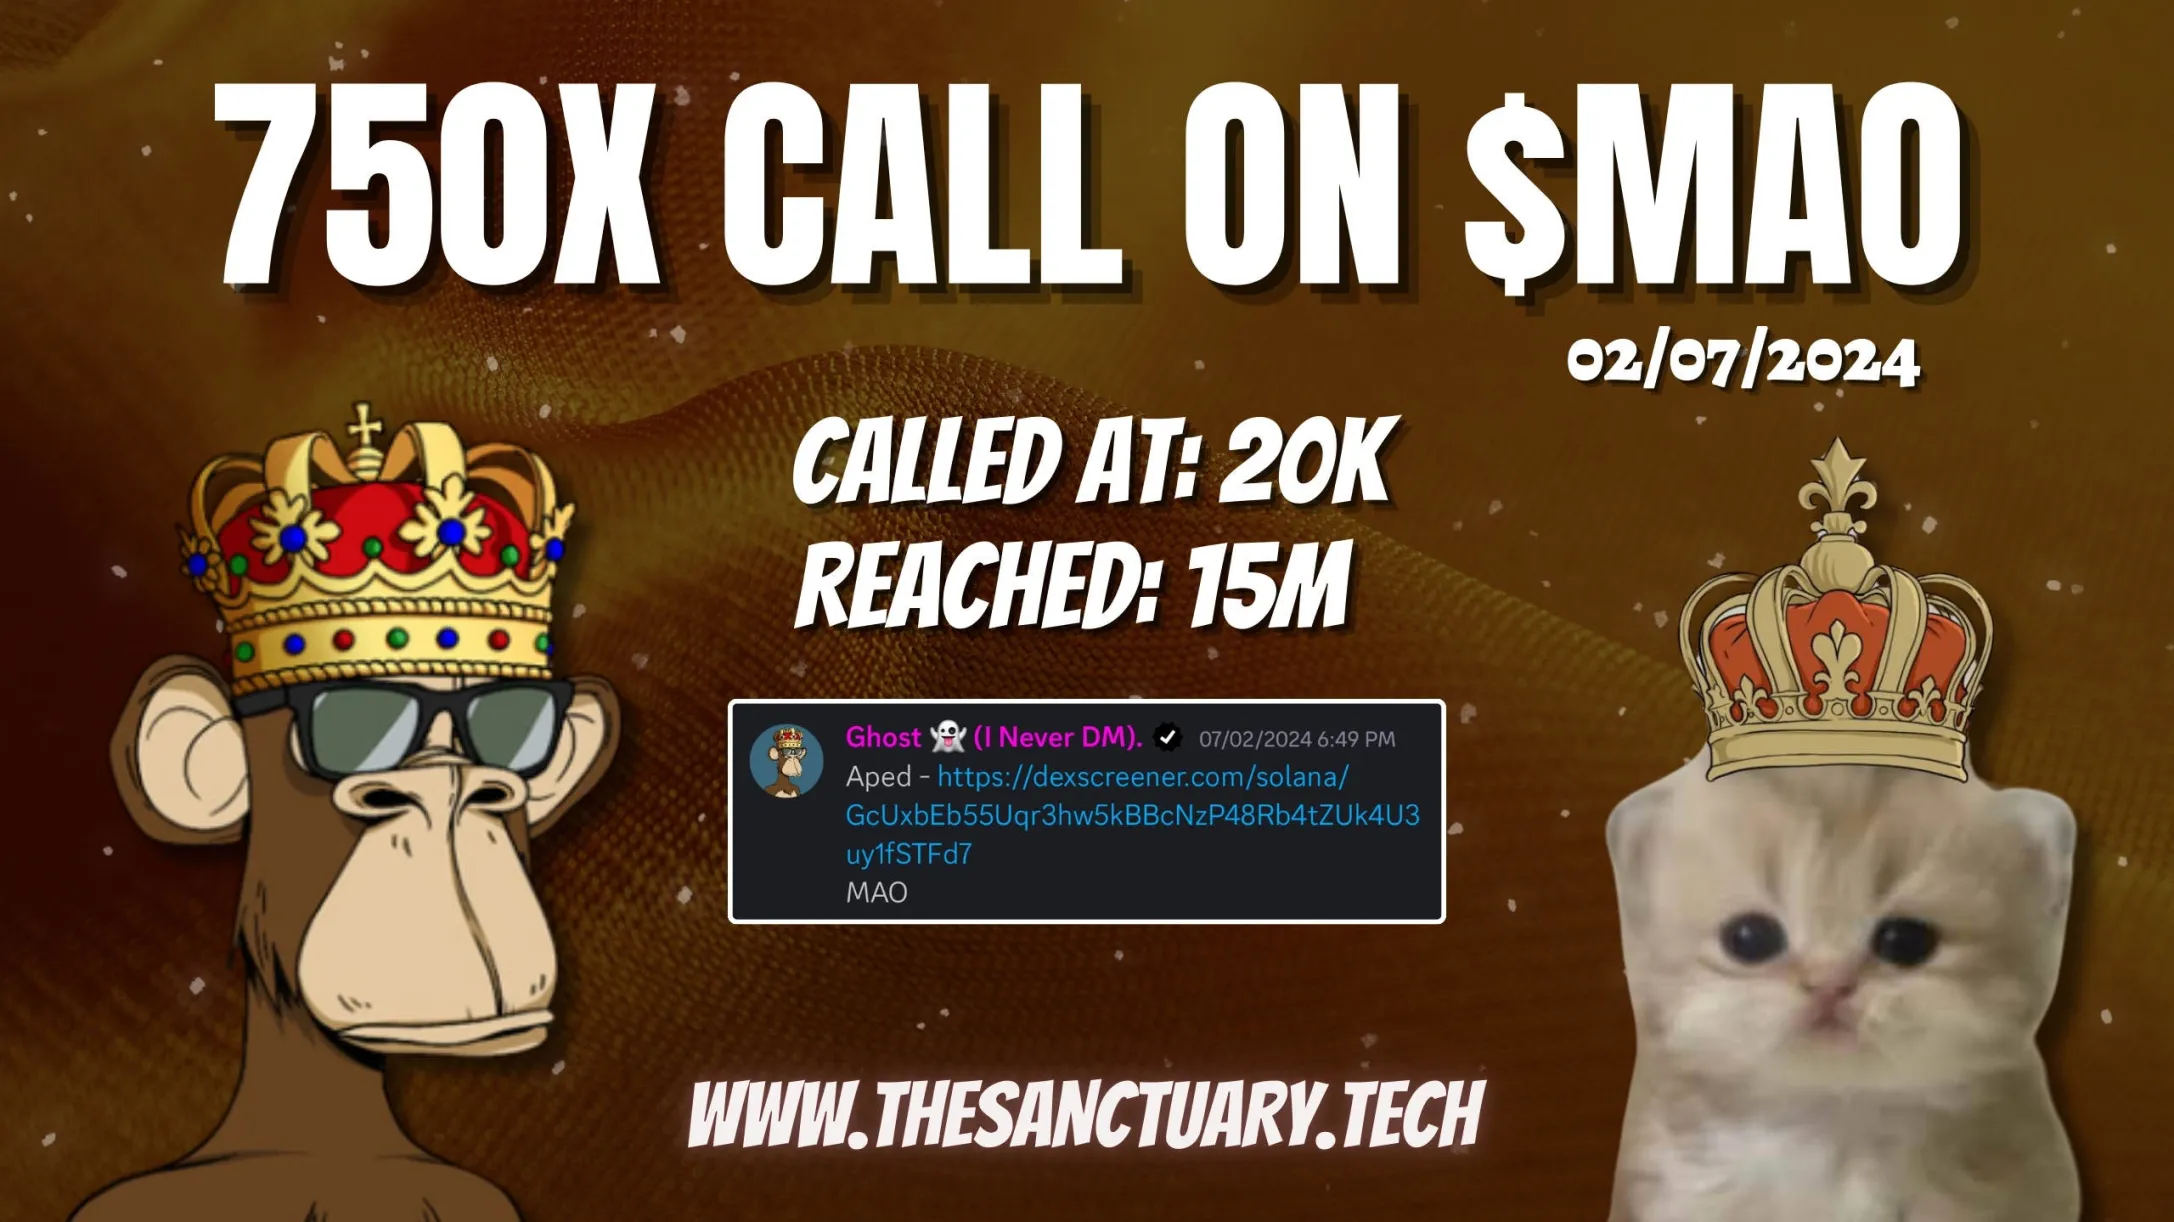 750X CALL ON $MAO
02/07/2024
CALLED AT: 20K
REACHED: 15M
Ghost 👻 (I Never DM). 07/02/2024 6:49 PM
Aped - https://dexscreener.com/solana/
GcUxbEb55Uqr3hw5kBBcNzP48Rb4tZUk4U3
uy1fSTFd7
MAO
WWW.THESANCTUARY.TECH